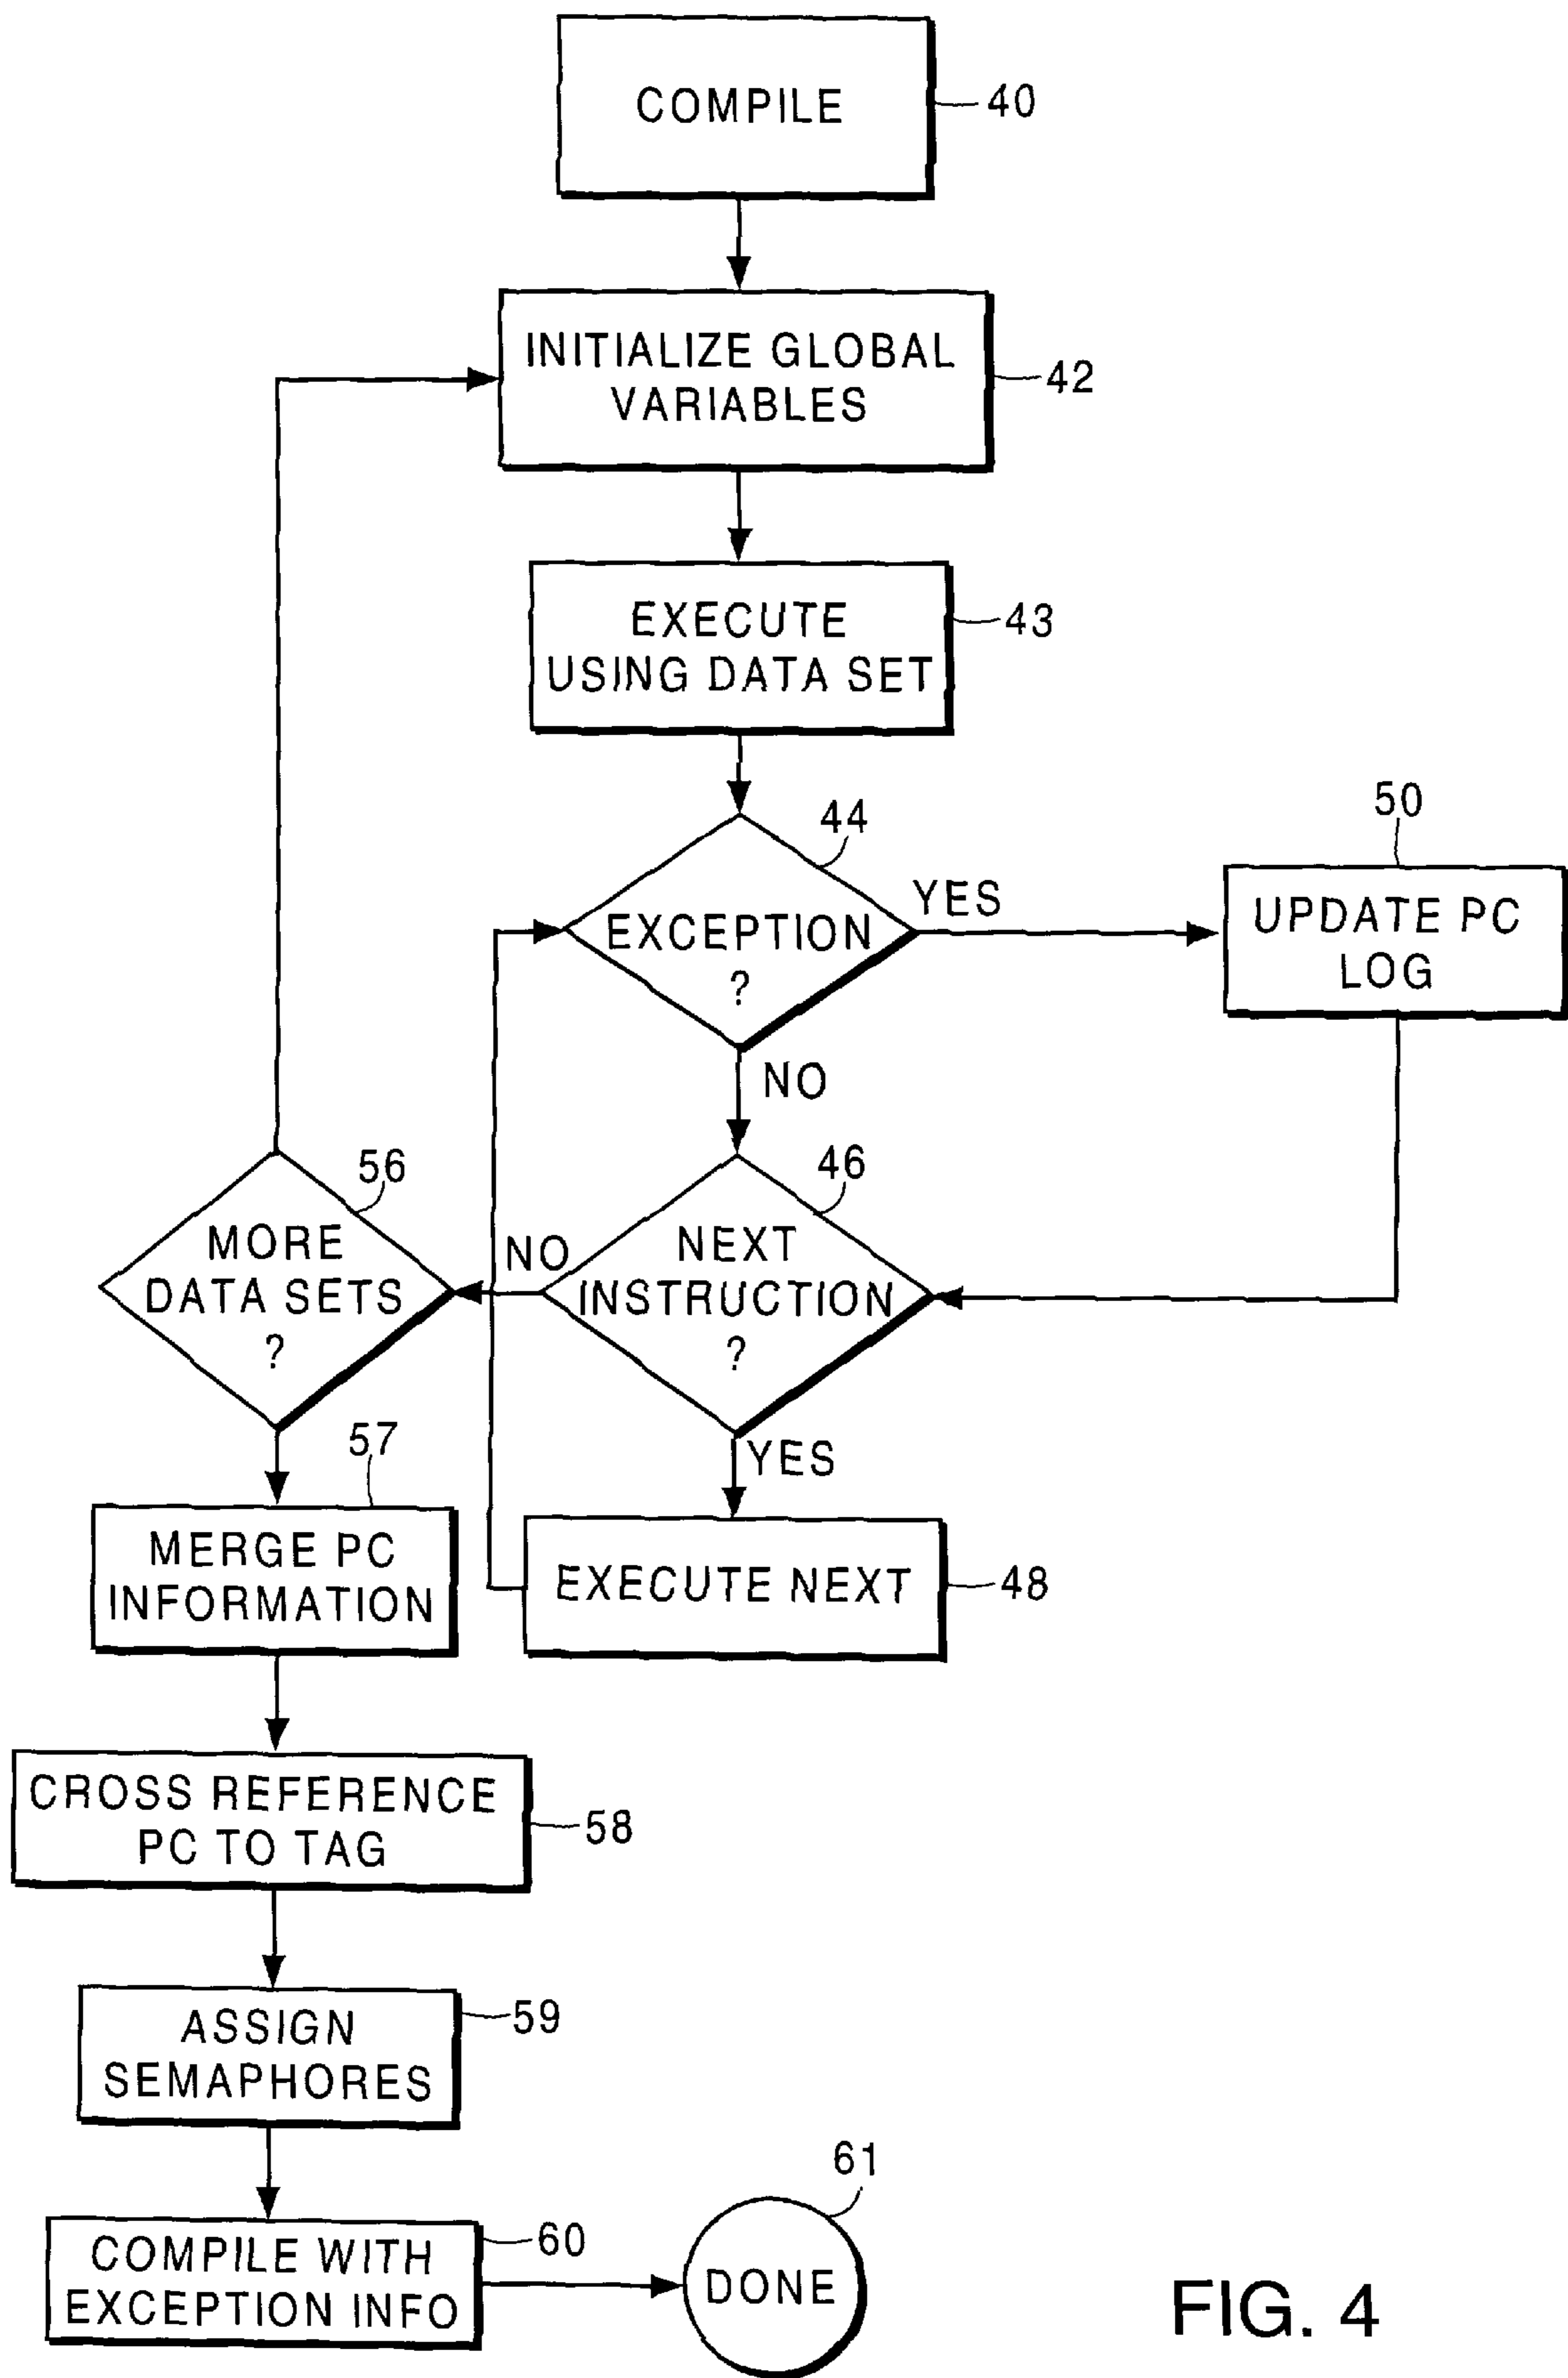 COMPILE
40
INITIALIZE GLOBAL
VARIABLES
42
EXECUTE
USING DATA SET
43
44
EXCEPTION
?
YES
50
UPDATE PC
LOG
NO
46
NEXT
INSTRUCTION
?
NO
56
MORE
DATA SETS
?
YES
EXECUTE NEXT
48
57
MERGE PC
INFORMATION
CROSS REFERENCE
PC TO TAG
58
ASSIGN
SEMAPHORES
59
COMPILE WITH
EXCEPTION INFO
60
61
DONE
FIG. 4